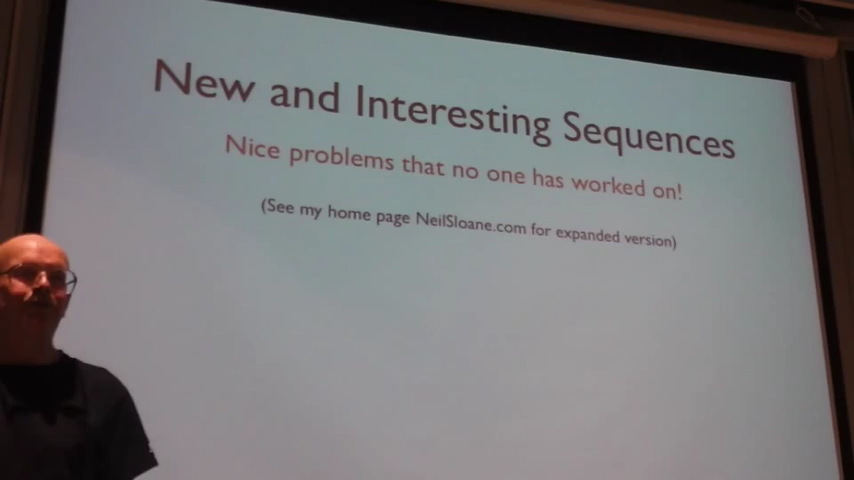 New and Interesting Sequences
Nice problems that no one has worked on!
(See my home page NeilSloane.com for expanded version)